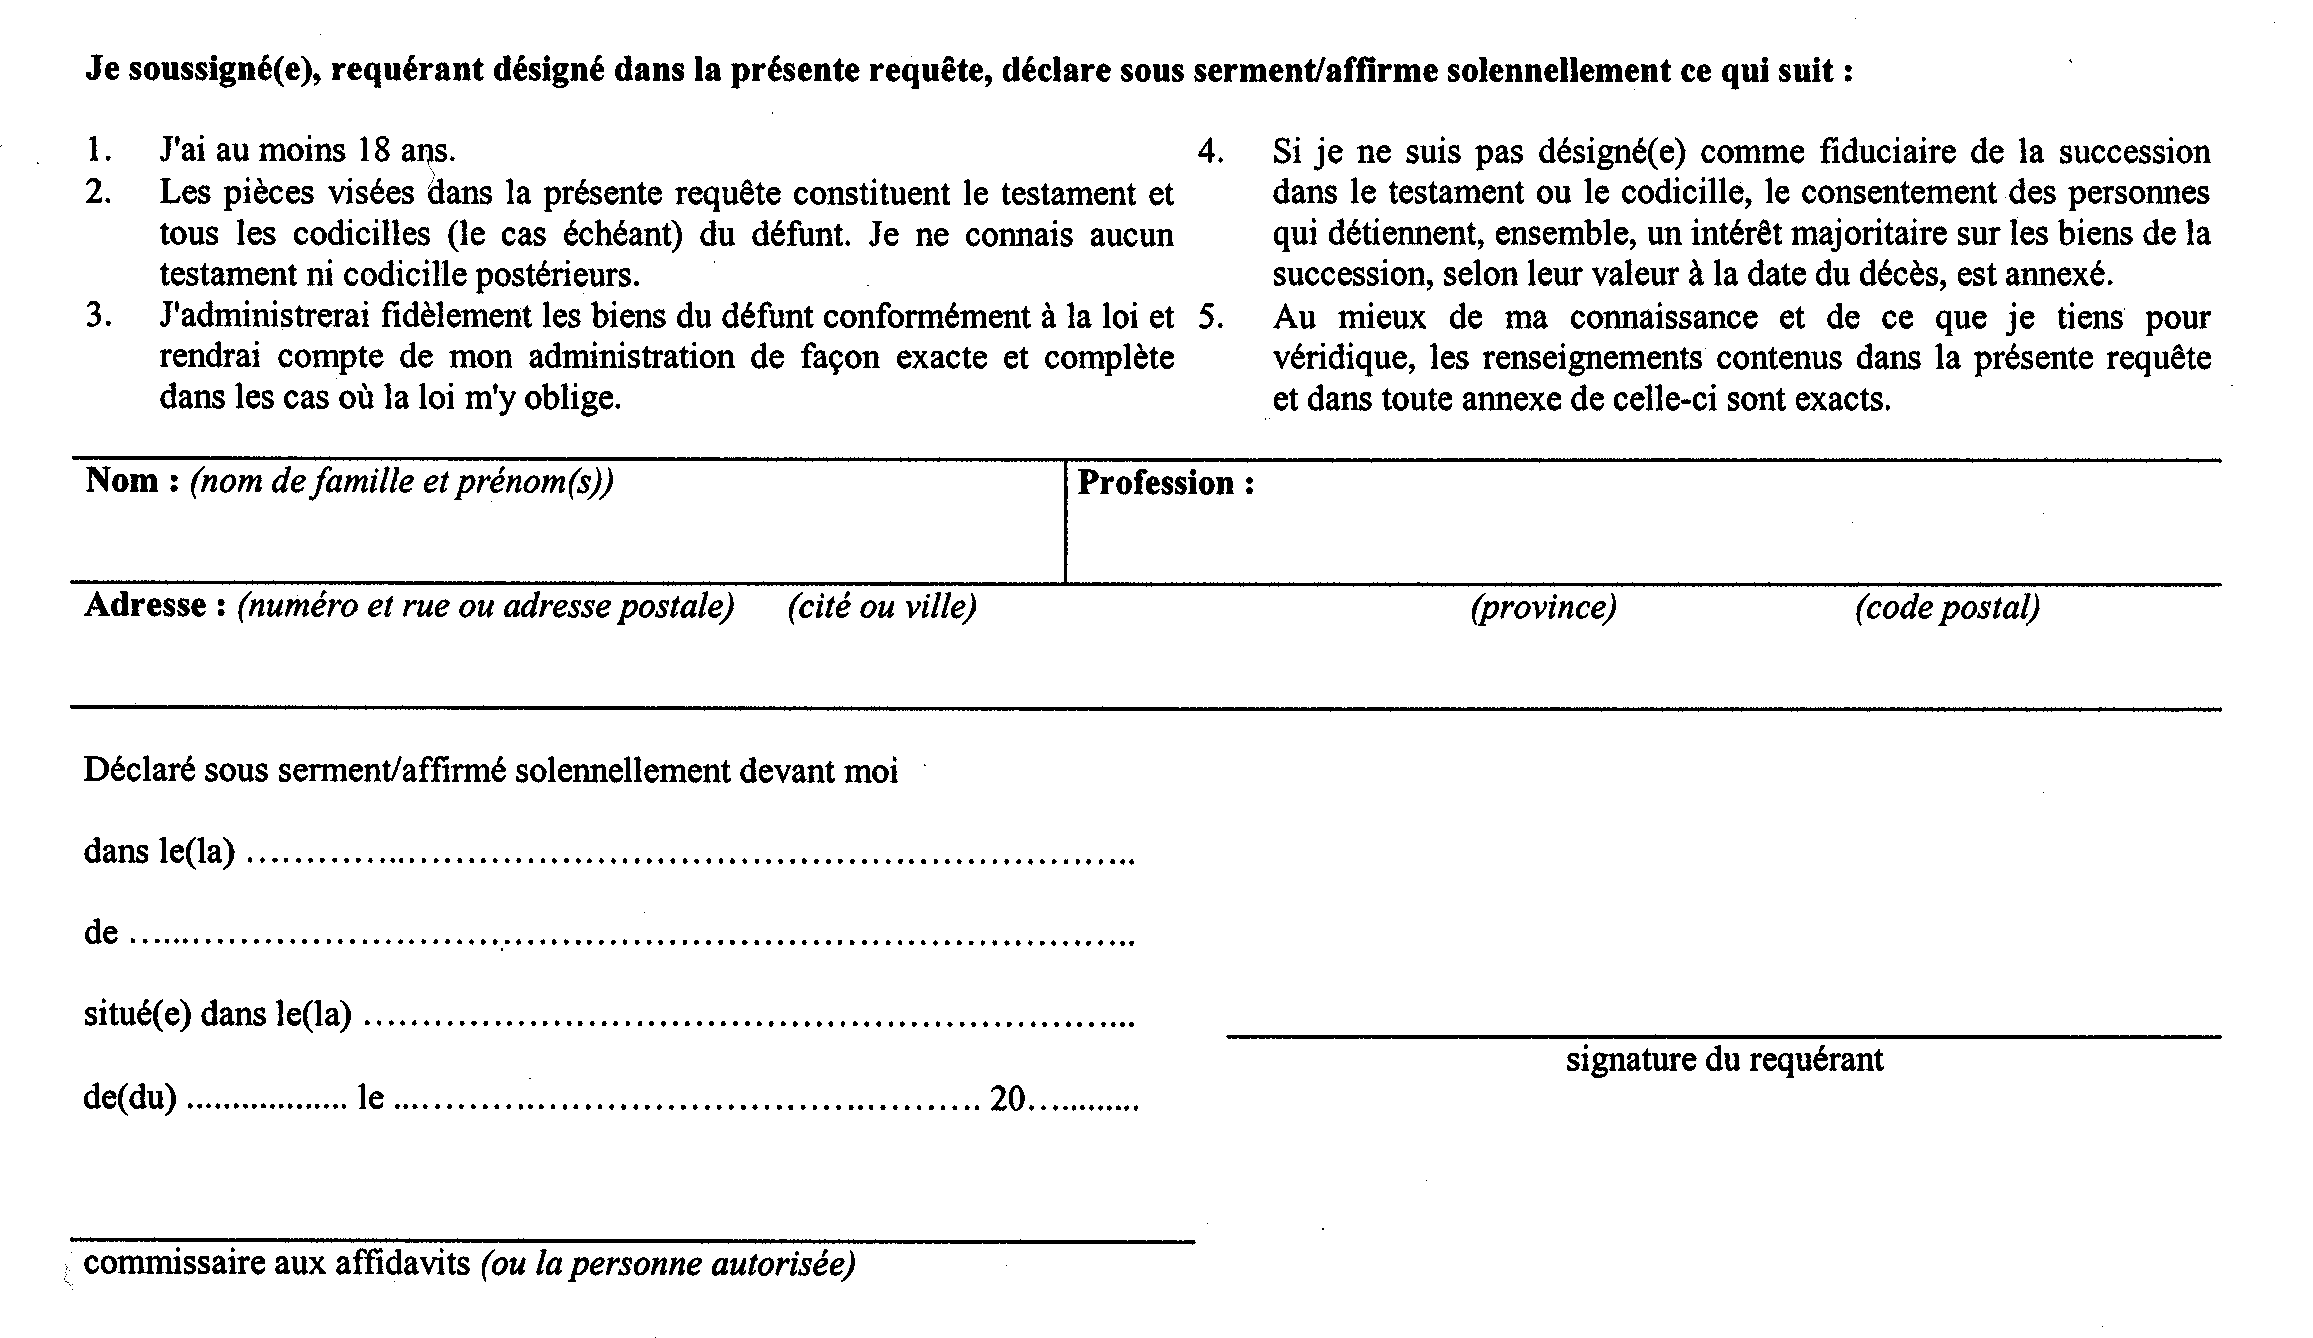 Je soussigné(e), requérant désigné dans la présente requête, déclare sous serment/affirme solennellement ce qui suit :
1. J'ai au moins 18 ans.
2. Les pièces visées dans la présente requête constituent le testament et
tous les codicilles (le cas échéant) du défunt. Je ne connais aucun
testament ni codicille postérieurs.
3. J'administrerai fidèlement les biens du défunt conformément à la loi et
rendrai compte de mon administration de façon exacte et complète
dans les cas où la loi m'y oblige.
4. Si je ne suis pas désigné(e) comme fiduciaire de la succession
dans le testament ou le codicille, le consentement des personnes
qui détiennent, ensemble, un intérêt majoritaire sur les biens de la
succession, selon leur valeur à la date du décès, est annexé.
5. Au mieux de ma connaissance et de ce que je tiens pour
véridique, les renseignements contenus dans la présente requête
et dans toute annexe de celle-ci sont exacts.
Nom : (nom de famille et prénom(s))
Profession :
Adresse : (numéro et rue ou adresse postale) (cité ou ville) (province) (code postal)
Déclaré sous serment/affirmé solennellement devant moi
dans le(la) ..........................................................................
de ..........................................................................
situé(e) dans le(la) ..........................................................................
signature du requérant
de(du) .................. le .................................................. 20............
commissaire aux affidavits (ou la personne autorisée)